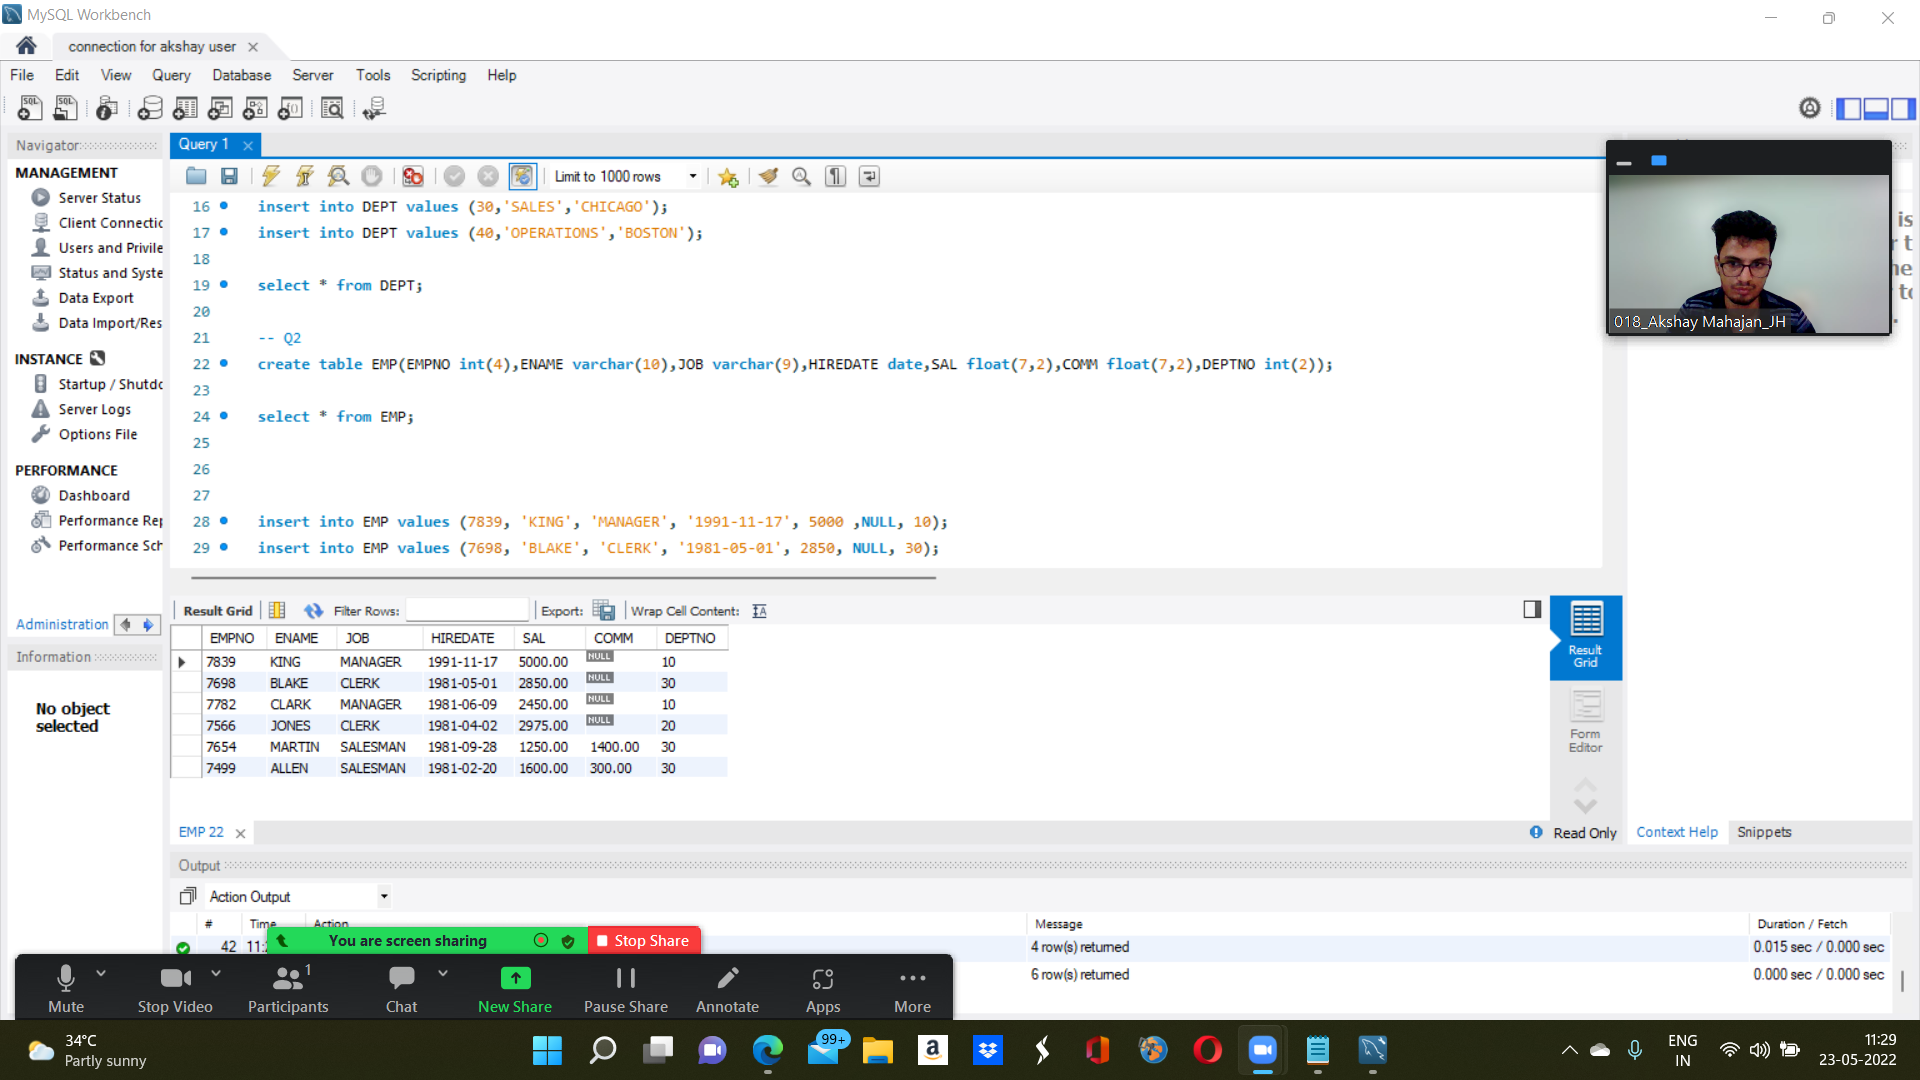 MySQL Workbench
connection for akshay user
File Edit View Query Database Server Tools Scripting Help
Navigator
MANAGEMENT
Server Status
Client Connectic
Users and Privile
Status and Syste
Data Export
Data Import/Res
INSTANCE
Startup / Shutdc
Server Logs
Options File
PERFORMANCE
Dashboard
Performance Rep
Performance Sch
Administration
Information
No object
selected
Query 1
Limit to 1000 rows
16 insert into DEPT values (30,'SALES','CHICAGO');
17 insert into DEPT values (40,'OPERATIONS','BOSTON');
18
19 select * from DEPT;
20
21 -- Q2
22 create table EMP(EMPNO int(4),ENAME varchar(10),JOB varchar(9),HIREDATE date,SAL float(7,2),COMM float(7,2),DEPTNO int(2));
23
24 select * from EMP;
25
26
27
28 insert into EMP values (7839, 'KING', 'MANAGER', '1991-11-17', 5000 ,NULL, 10);
29 insert into EMP values (7698, 'BLAKE', 'CLERK', '1981-05-01', 2850, NULL, 30);
018_Akshay Mahajan_JH
Result Grid Filter Rows: Export: Wrap Cell Content:
EMPNO ENAME JOB HIREDATE SAL COMM DEPTNO
7839 KING MANAGER 1991-11-17 5000.00 NULL 10
7698 BLAKE CLERK 1981-05-01 2850.00 NULL 30
7782 CLARK MANAGER 1981-06-09 2450.00 NULL 10
7566 JONES CLERK 1981-04-02 2975.00 NULL 20
7654 MARTIN SALESMAN 1981-09-28 1250.00 1400.00 30
7499 ALLEN SALESMAN 1981-02-20 1600.00 300.00 30
Result
Grid
Form
Editor
EMP 22
Read Only
Context Help Snippets
Output
Action Output
# Time Action Message Duration / Fetch
42 11: 4 row(s) returned 0.015 sec / 0.000 sec
6 row(s) returned 0.000 sec / 0.000 sec
You are screen sharing Stop Share
Mute Stop Video Participants 1 Chat New Share Pause Share Annotate Apps More
34°C
Partly sunny
99+
ENG
IN
11:29
23-05-2022